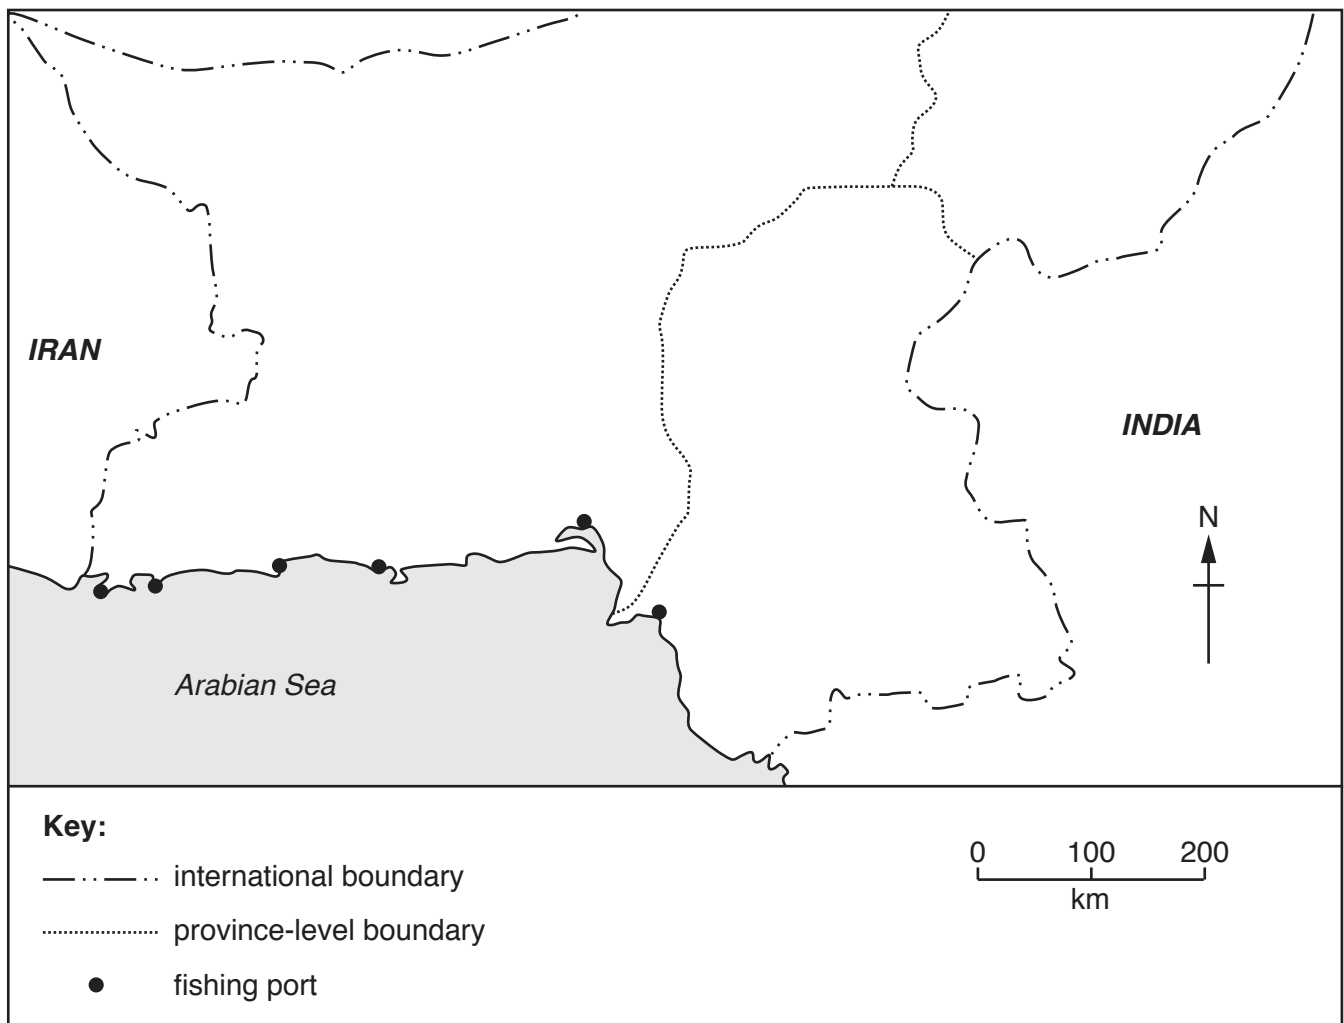 IRAN
INDIA
N
Arabian Sea
Key:
international boundary
province-level boundary
fishing port
0 100 200
km